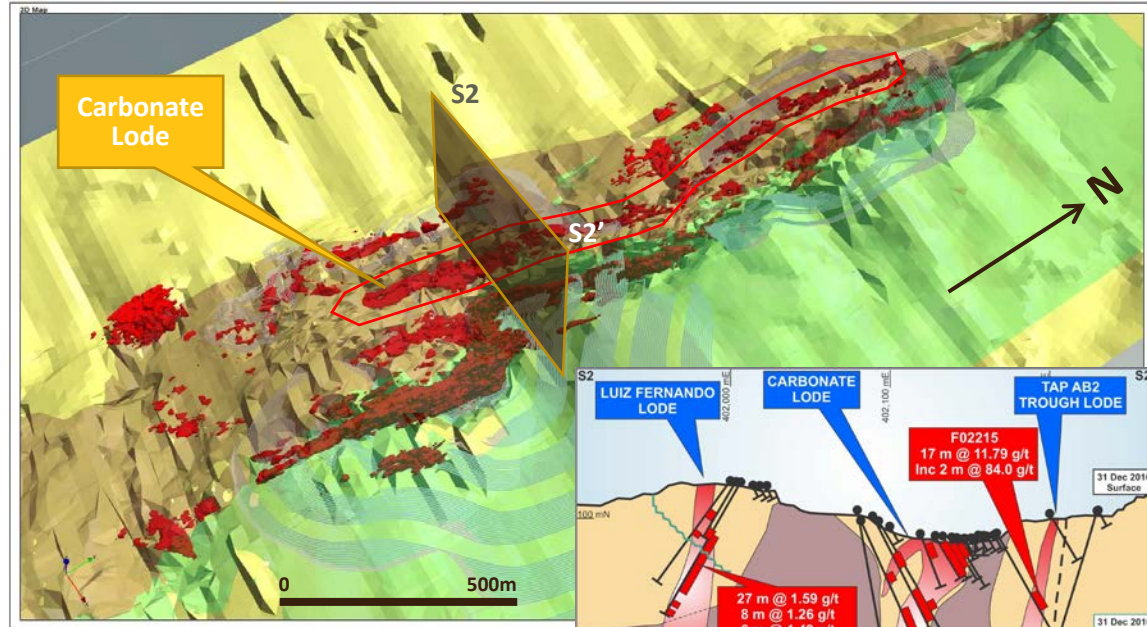 2D Map
Carbonate
Lode
S2
S2'
N
0
500m
S2
LUIZ FERNANDO
LODE
402,000 mE
CARBONATE
LODE
402,100 mE
TAP AB2
TROUGH LODE
F02215
17 m @ 11.79 g/t
Inc 2 m @ 84.0 g/t
Surface
100 mN
27 m @ 1.59 g/t
8 m @ 1.26 g/t